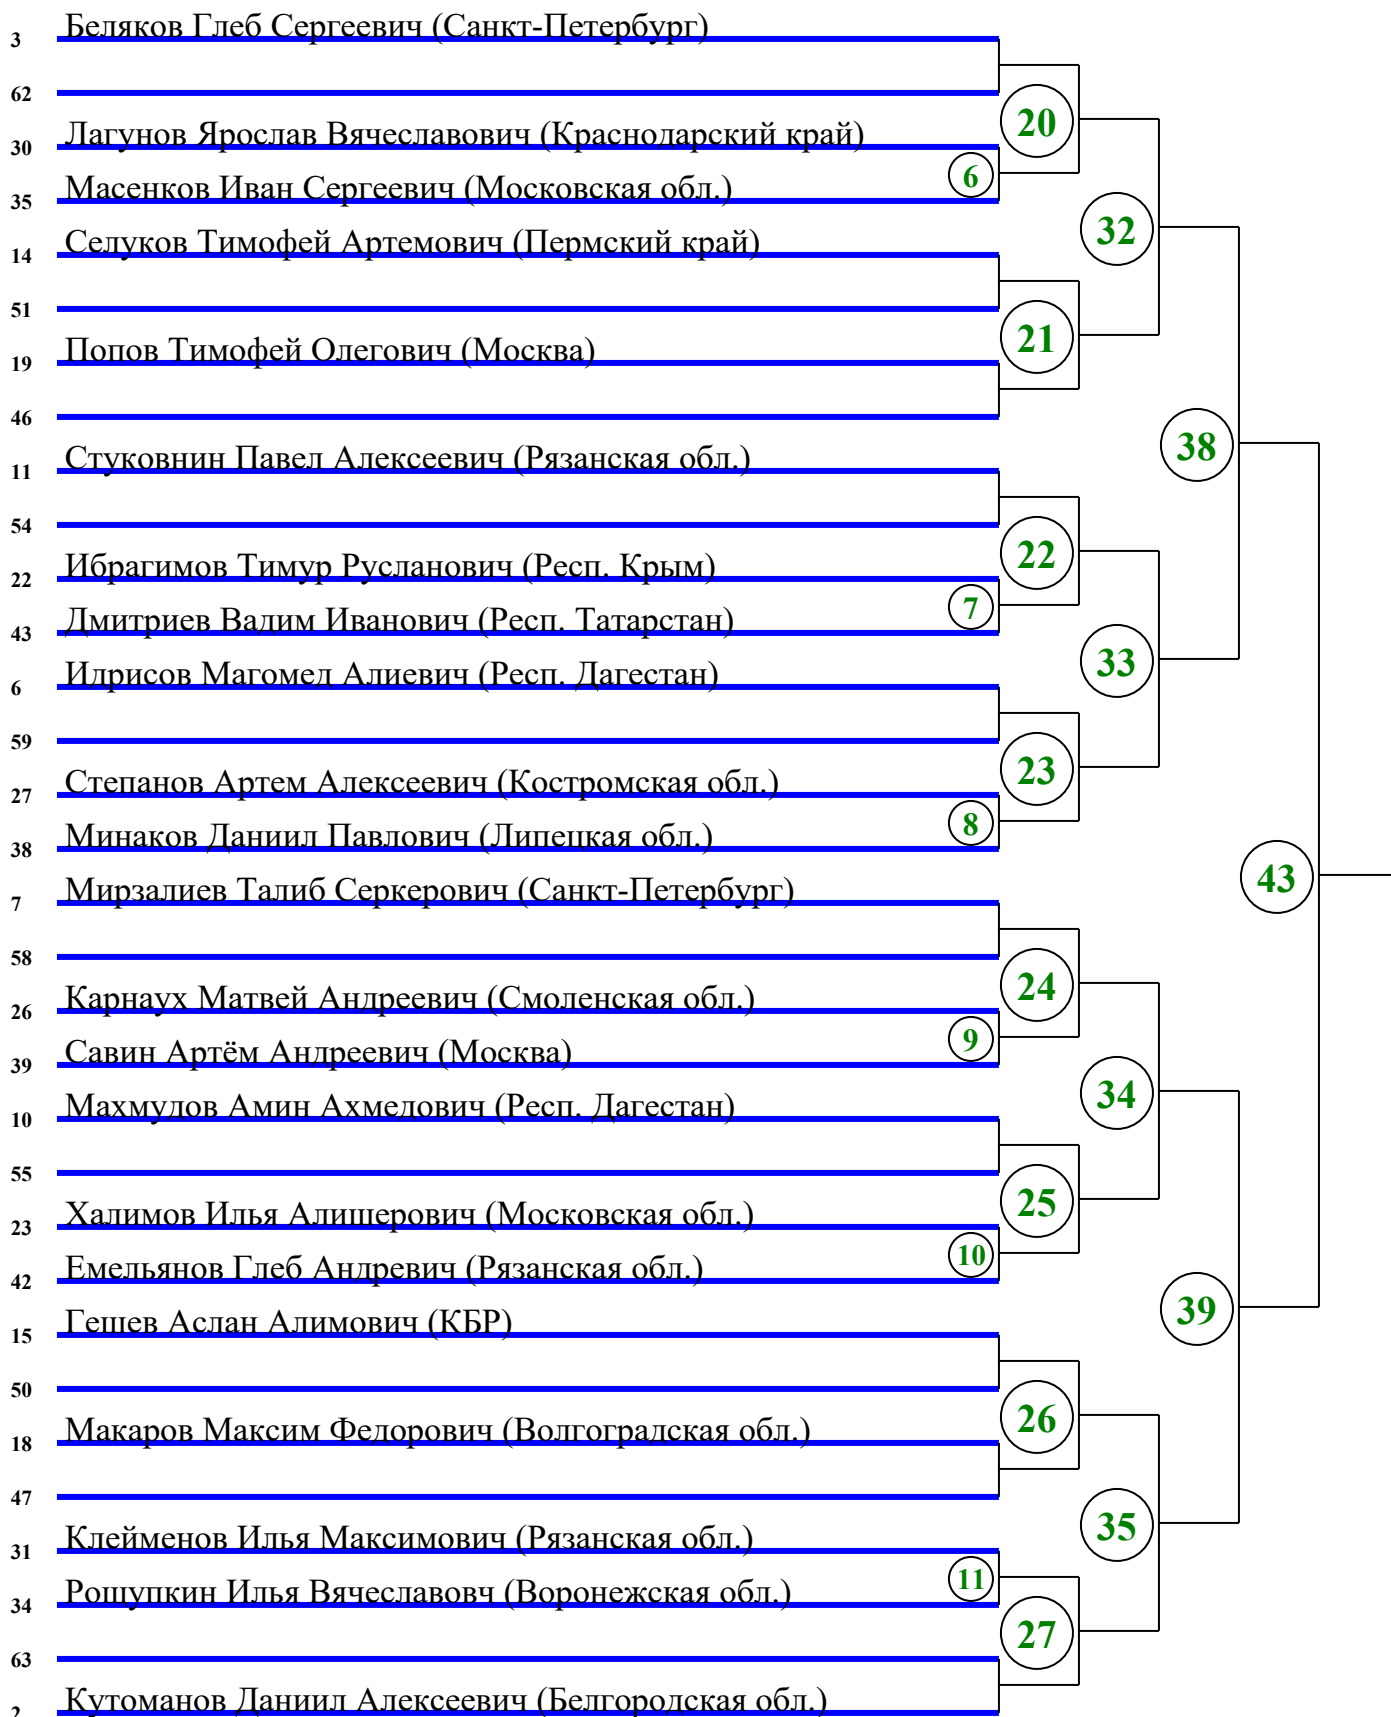 3 Беляков Глеб Сергеевич (Санкт-Петербург)
62
20
30 Лагунов Ярослав Вячеславович (Краснодарский край)
6
35 Масенков Иван Сергеевич (Московская обл.)
32
14 Селуков Тимофей Артемович (Пермский край)
51
21
19 Попов Тимофей Олегович (Москва)
46
38
11 Стуковнин Павел Алексеевич (Рязанская обл.)
54
22
22 Ибрагимов Тимур Русланович (Респ. Крым)
7
43 Дмитриев Вадим Иванович (Респ. Татарстан)
33
6 Идрисов Магомед Алиевич (Респ. Дагестан)
59
23
27 Степанов Артем Алексеевич (Костромская обл.)
8
38 Минаков Даниил Павлович (Липецкая обл.)
43
7 Мирзалиев Талиб Серкерович (Санкт-Петербург)
58
24
26 Карнаух Матвей Андреевич (Смоленская обл.)
9
39 Савин Артём Андреевич (Москва)
34
10 Махмудов Амин Ахмедович (Респ. Дагестан)
55
25
23 Халимов Илья Алишерович (Московская обл.)
10
42 Емельянов Глеб Андревич (Рязанская обл.)
39
15 Гешев Аслан Алимович (КБР)
50
26
18 Макаров Максим Федорович (Волгоградская обл.)
47
35
31 Клейменов Илья Максимович (Рязанская обл.)
11
34 Рощупкин Илья Вячеславовч (Воронежская обл.)
27
63
2 Кутоманов Даниил Алексеевич (Белгородская обл.)